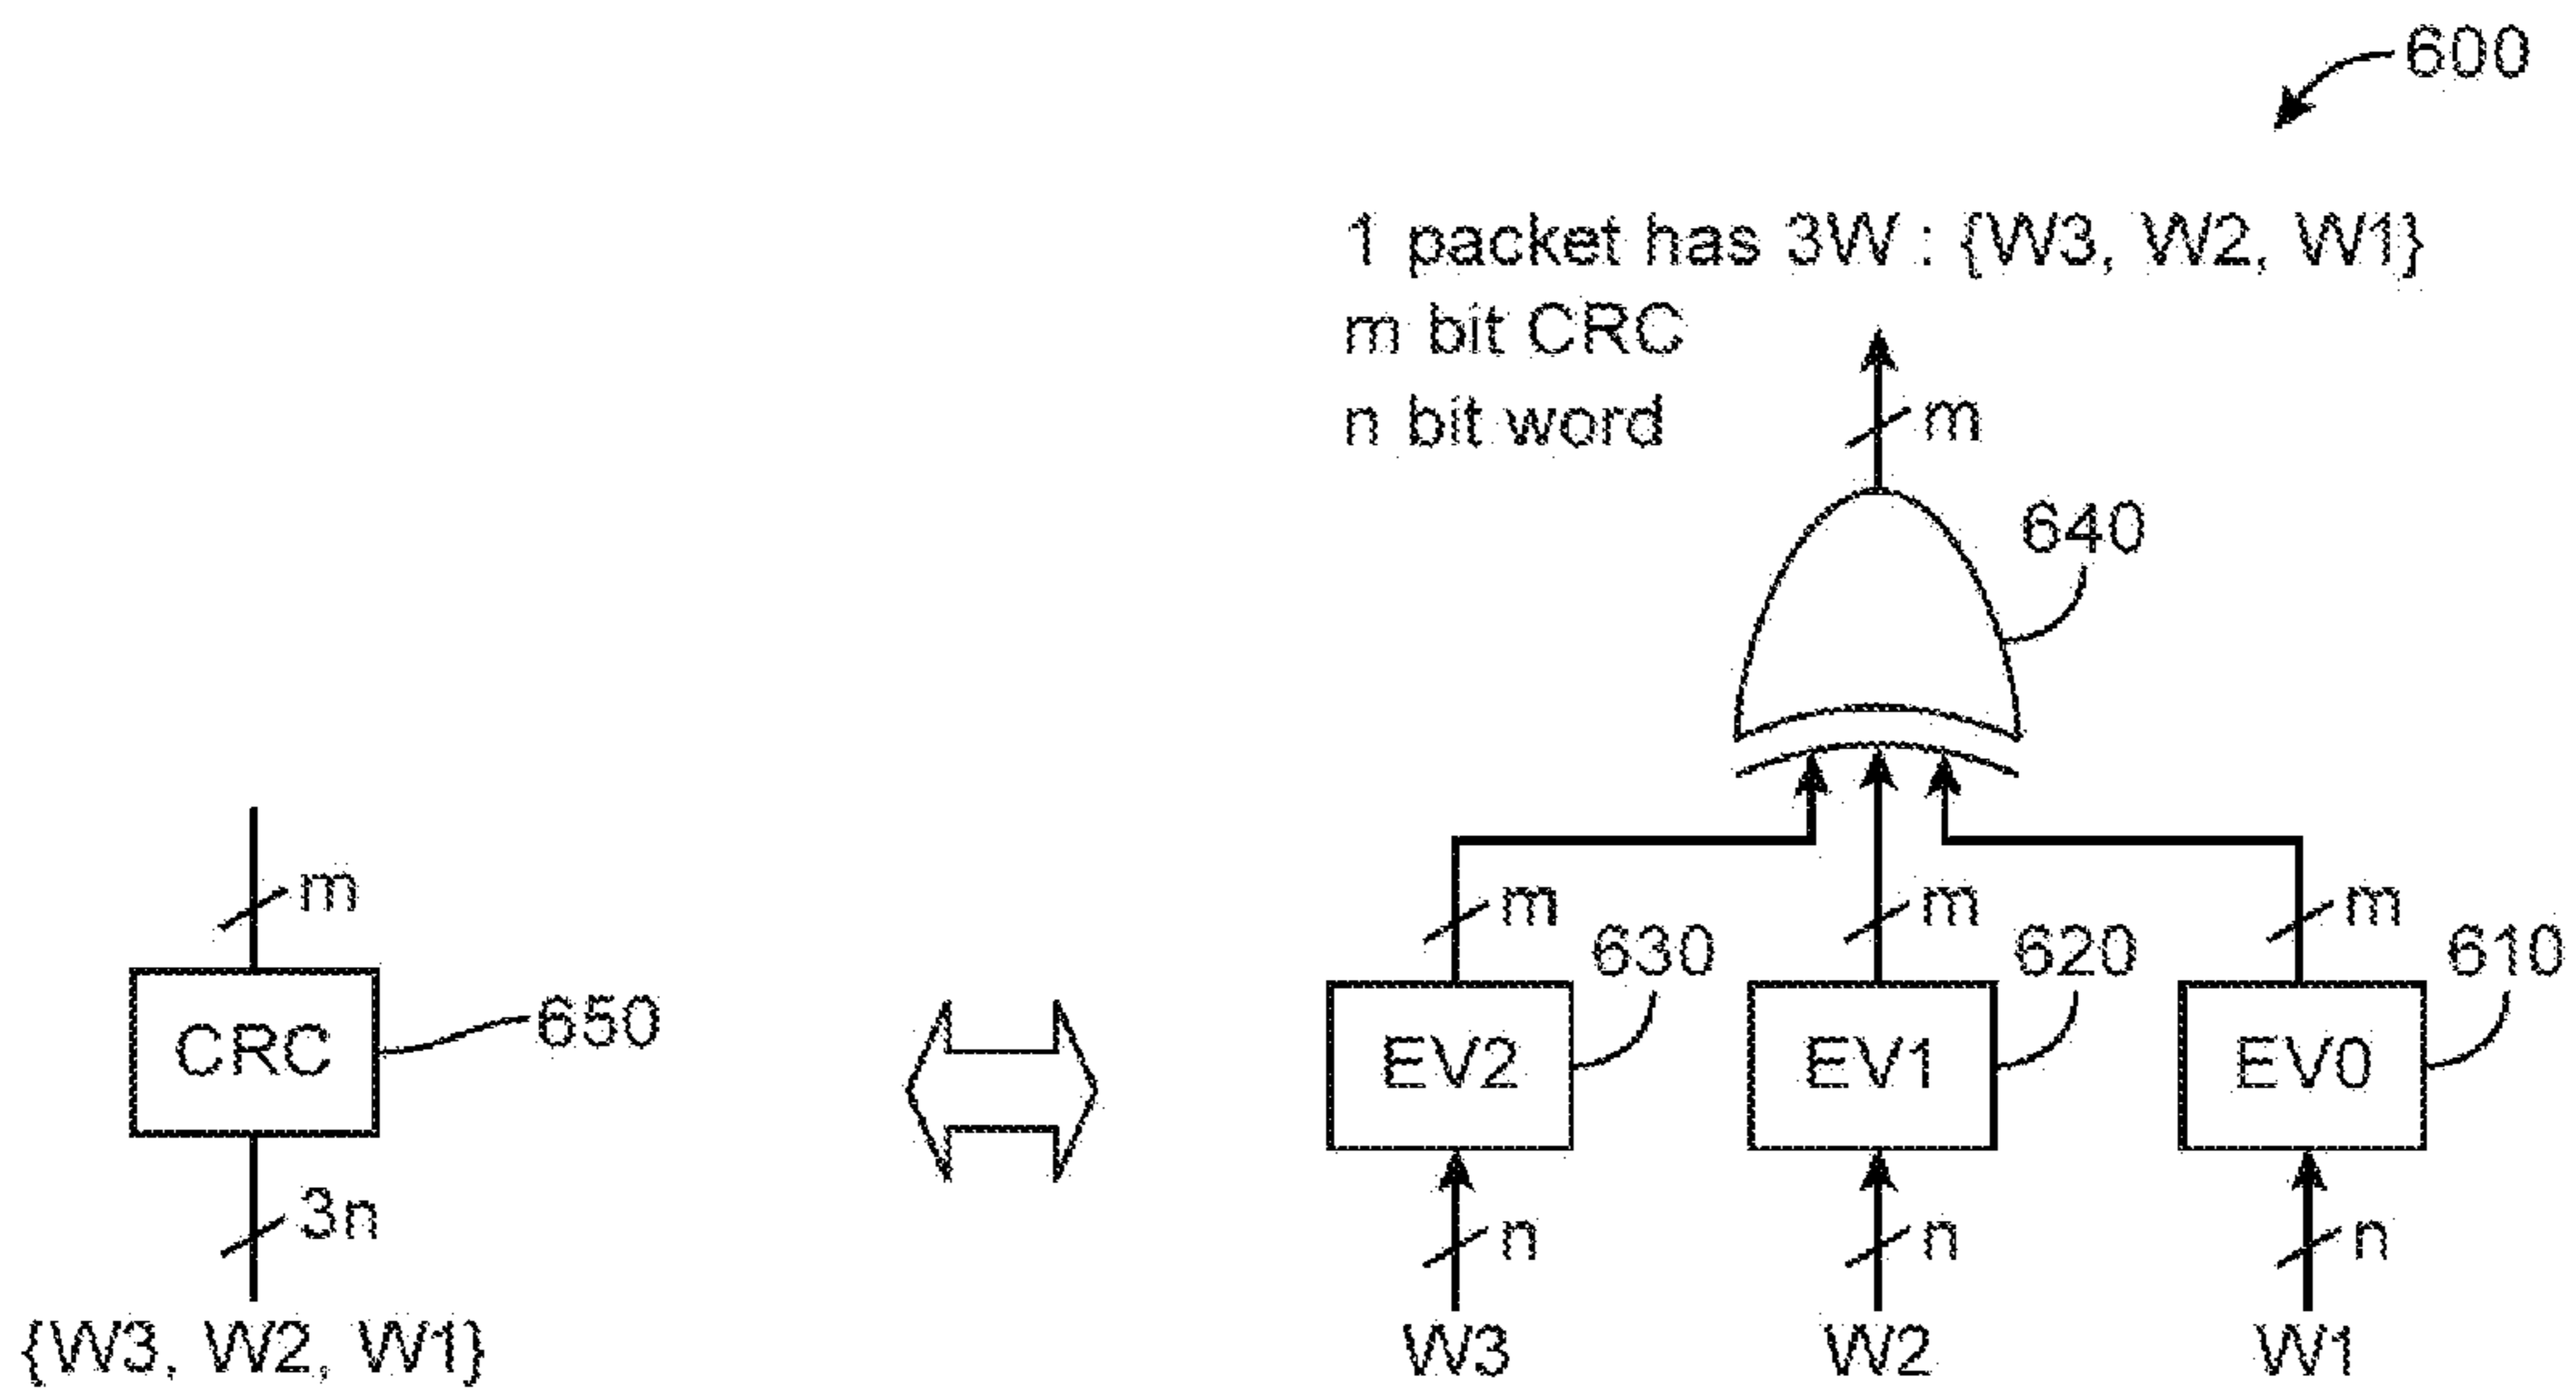 600
1 packet has 3W : {W3, W2, W1}
m bit CRC
n bit word
m
640
m
m
m
m
630
620
610
CRC
650
EV2
EV1
EV0
3n
n
n
n
{W3, W2, W1}
W3
W2
W1